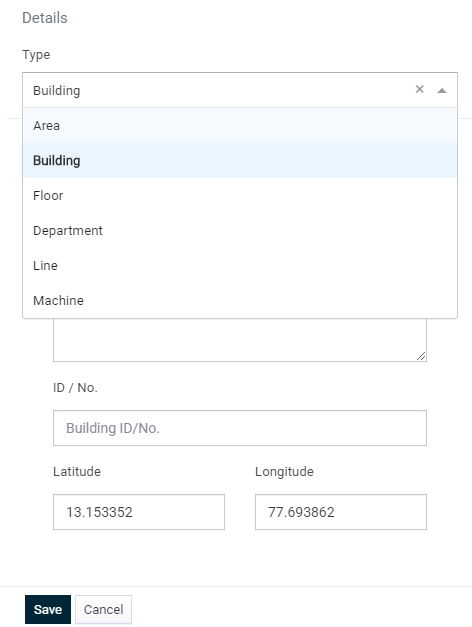 Details
Type
Building
Area
Building
Floor
Department
Line
Machine
ID / No.
Building ID/No.
Latitude Longitude
13.153352 77.693862
Save Cancel